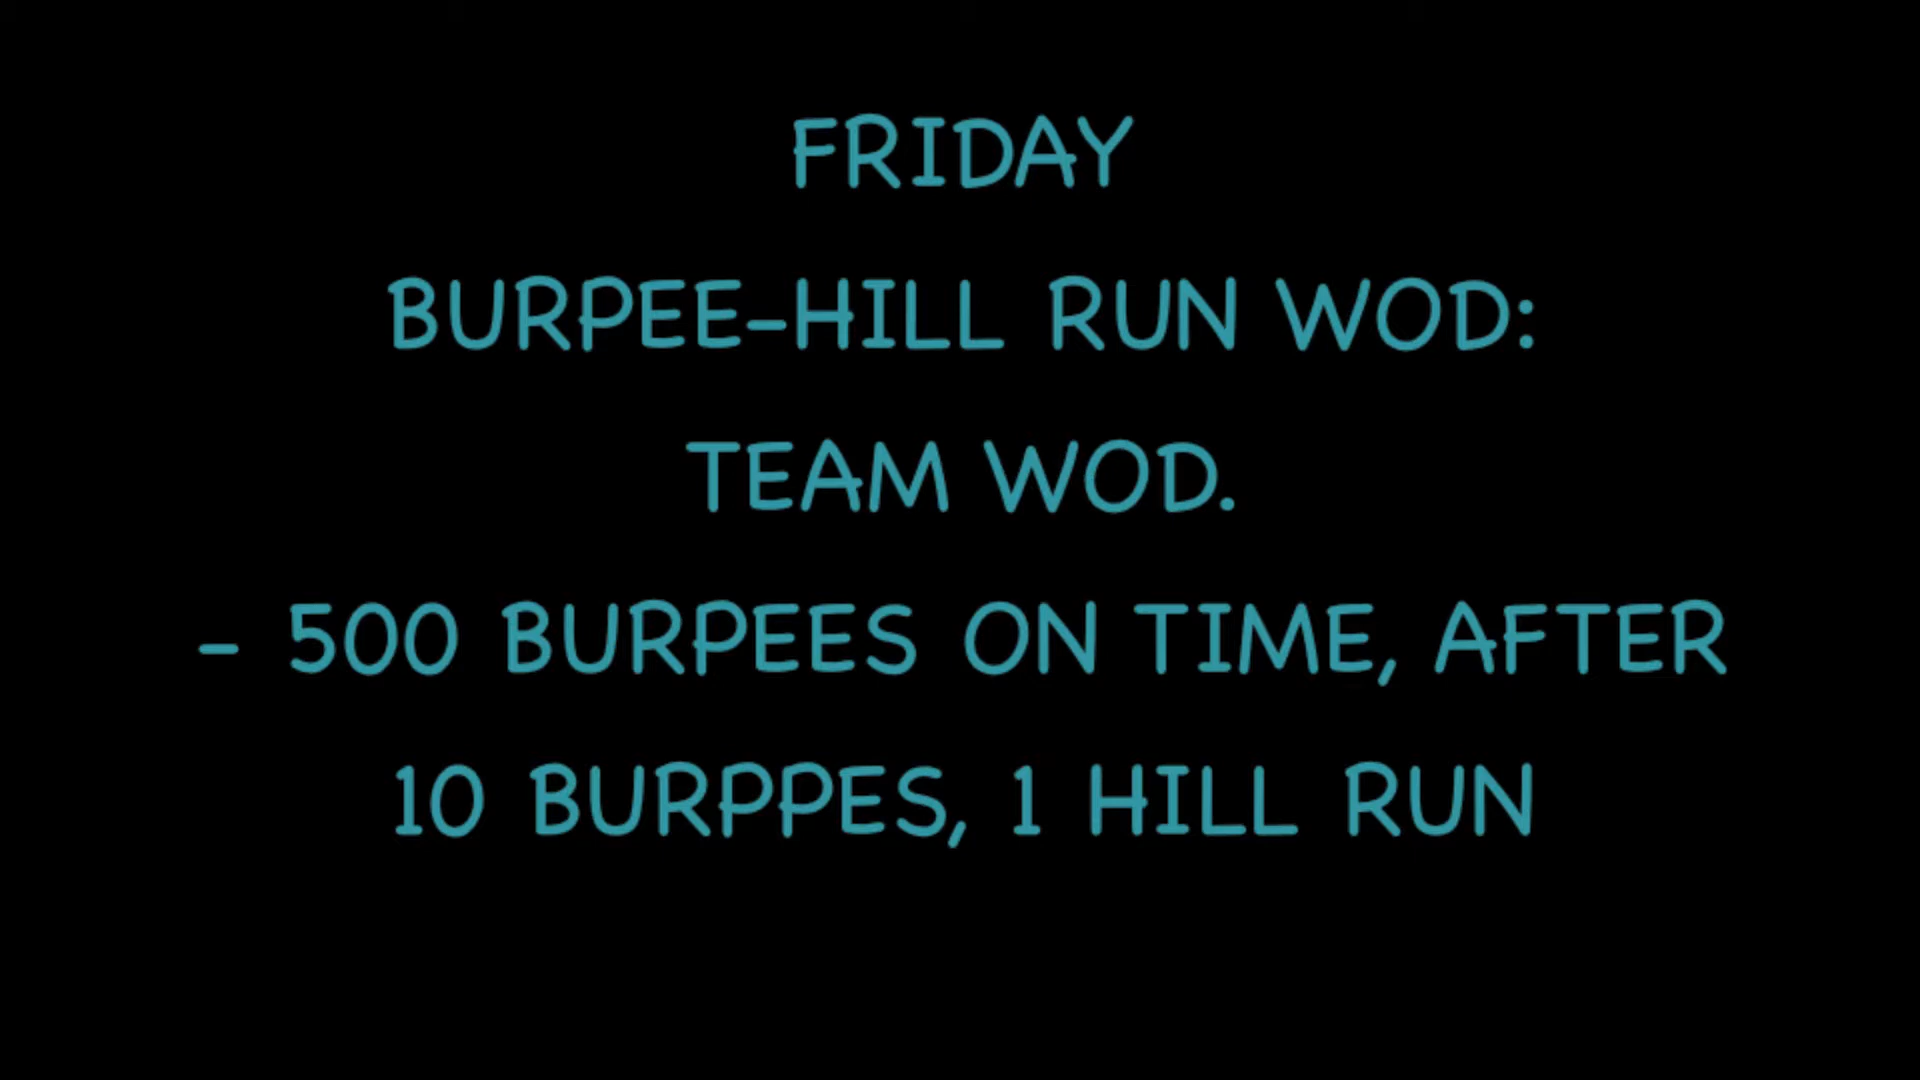 FRIDAY
BURPEE-HILL RUN WOD:
TEAM WOD.
- 500 BURPEES ON TIME, AFTER
10 BURPPES, 1 HILL RUN